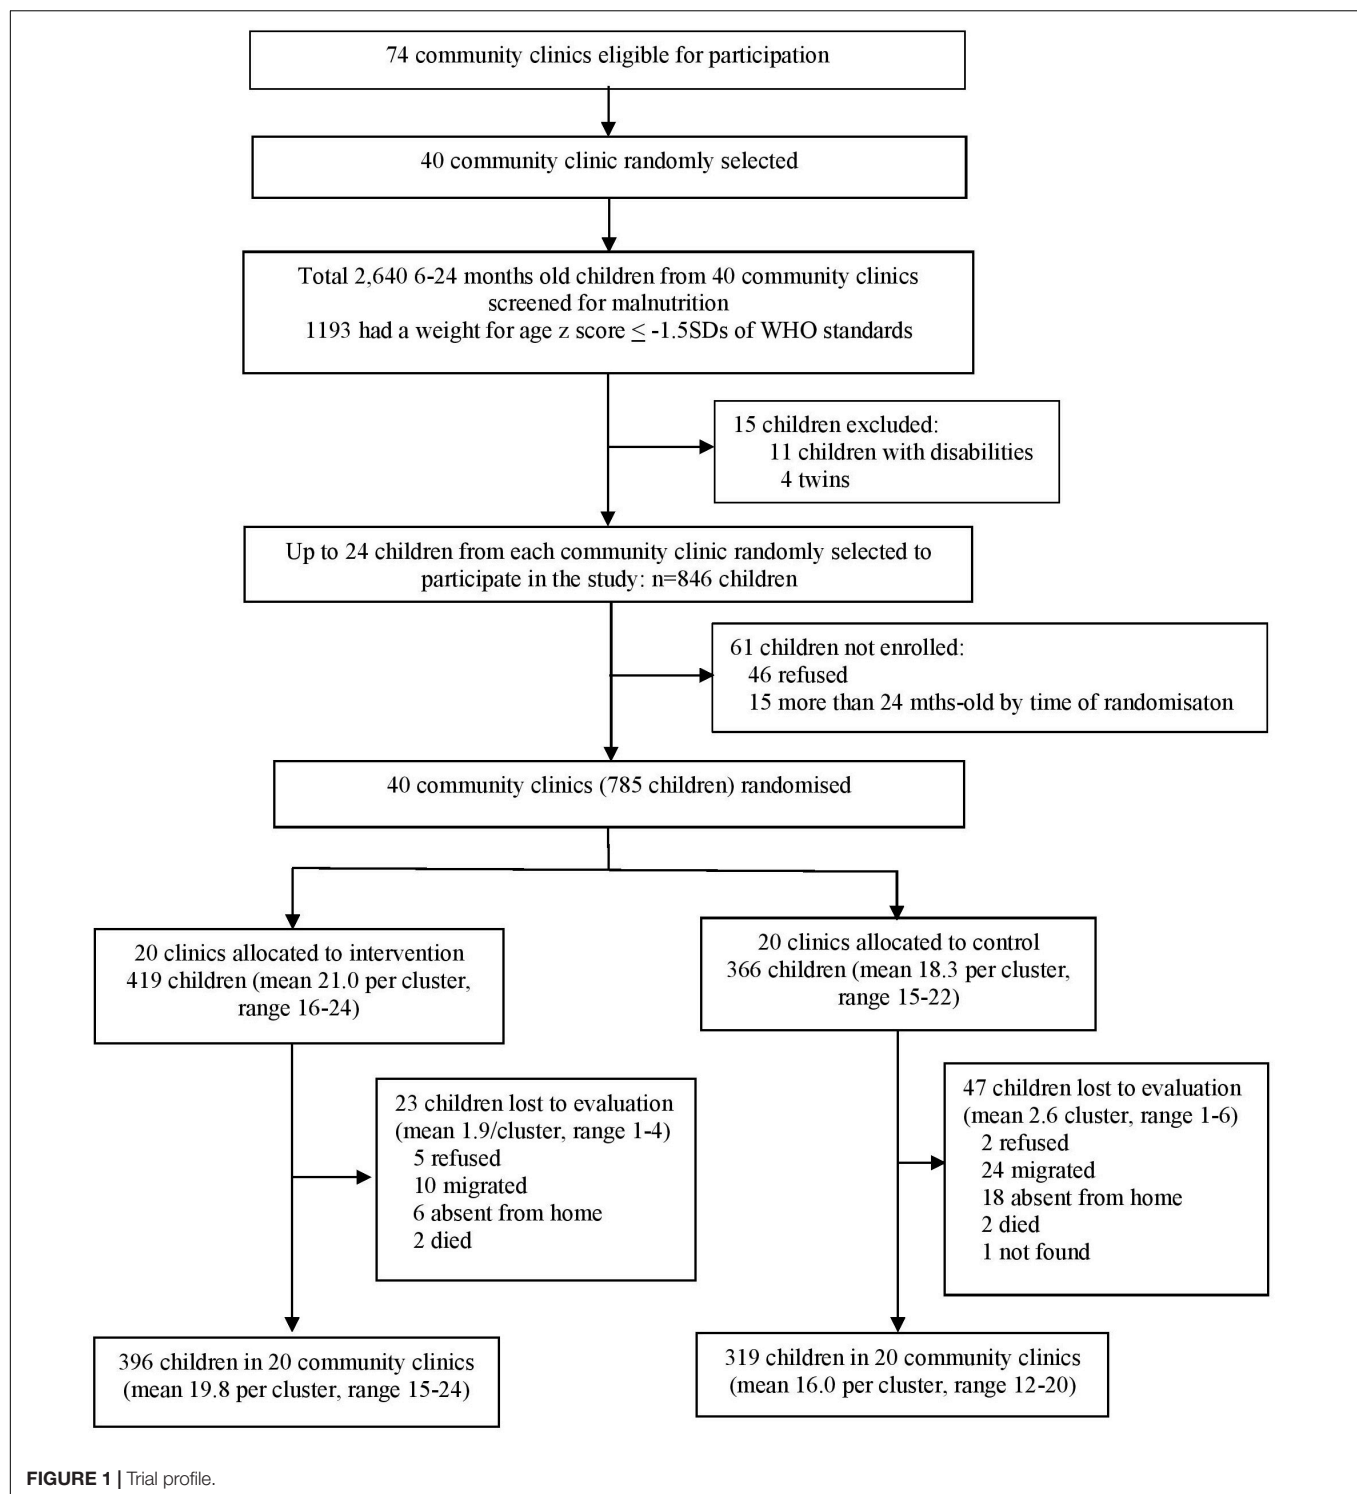 74 community clinics eligible for participation
40 community clinic randomly selected
Total 2,640 6-24 months old children from 40 community clinics
screened for malnutrition
1193 had a weight for age z score ≤ -1.5SDs of WHO standards
15 children excluded:
11 children with disabilities
4 twins
Up to 24 children from each community clinic randomly selected to
participate in the study: n=846 children
61 children not enrolled:
46 refused
15 more than 24 mths-old by time of randomisaton
40 community clinics (785 children) randomised
20 clinics allocated to intervention
419 children (mean 21.0 per cluster,
range 16-24)
20 clinics allocated to control
366 children (mean 18.3 per cluster,
range 15-22)
23 children lost to evaluation
(mean 1.9/cluster, range 1-4)
5 refused
10 migrated
6 absent from home
2 died
47 children lost to evaluation
(mean 2.6 cluster, range 1-6)
2 refused
24 migrated
18 absent from home
2 died
1 not found
396 children in 20 community clinics
(mean 19.8 per cluster, range 15-24)
319 children in 20 community clinics
(mean 16.0 per cluster, range 12-20)
FIGURE 1 | Trial profile.